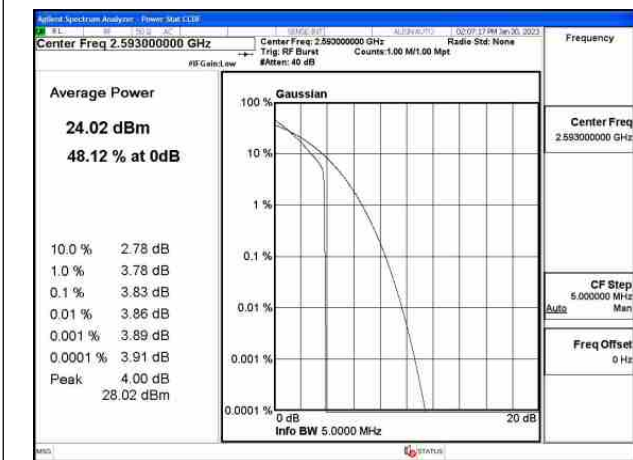 Agilent Spectrum Analyzer - Power Stat CCDF
RL RF 50 Ω AC SENSE:INT ALIGN AUTO 02:07:17 PM Jan 30, 2023
Center Freq 2.593000000 GHz
Center Freq: 2.593000000 GHz Radio Std: None
Trig: RF Burst Counts:1.00 M/1.00 Mpt
#IFGain:Low #Atten: 40 dB
Frequency
Average Power
24.02 dBm
48.12 % at 0dB
10.0 % 2.78 dB
1.0 % 3.78 dB
0.1 % 3.83 dB
0.01 % 3.86 dB
0.001 % 3.89 dB
0.0001 % 3.91 dB
Peak 4.00 dB
28.02 dBm
Gaussian
100 %
10 %
1 %
0.1 %
0.01 %
0.001 %
0.0001 %
0 dB 20 dB
Info BW 5.0000 MHz
Center Freq
2.593000000 GHz
CF Step
5.000000 MHz
Auto Man
Freq Offset
0 Hz
MSG STATUS